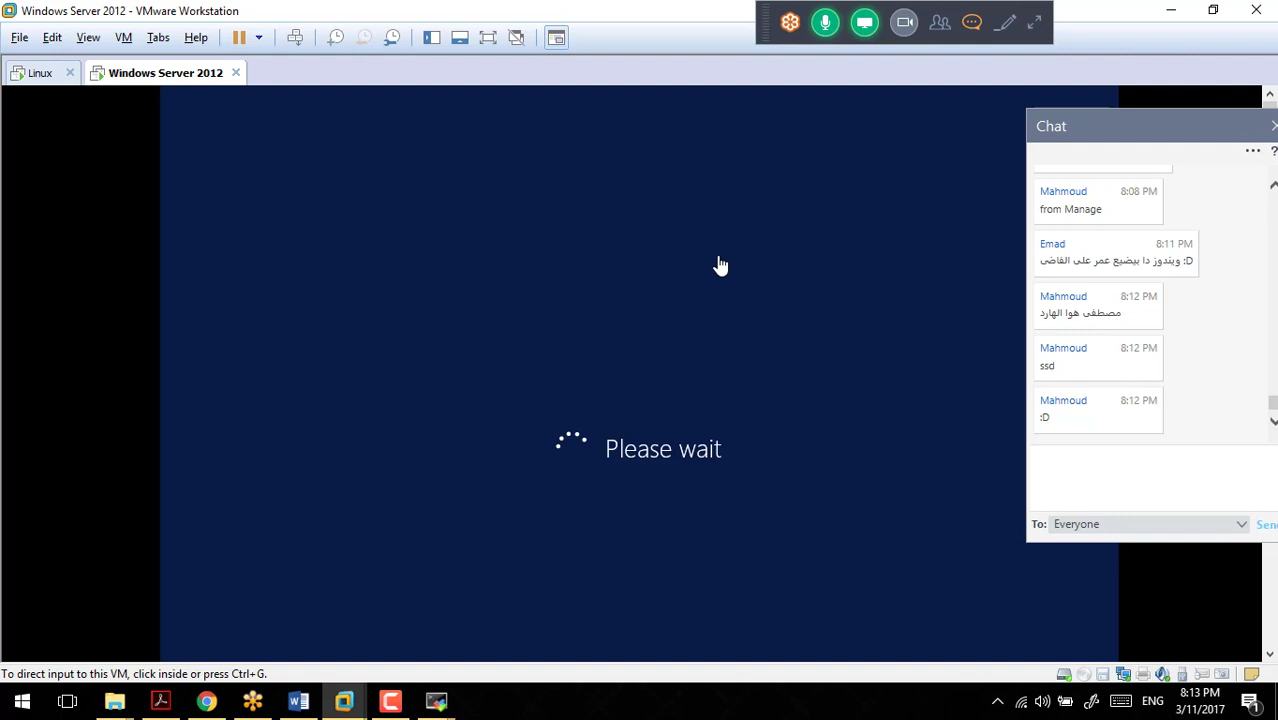 Windows Server 2012 - VMware Workstation
File Edit View VM Tabs Help
Linux
Windows Server 2012
Chat
Mahmoud 8:08 PM
from Manage
Emad 8:11 PM
ويندوز دا بيضيع عمر على الفاضى :D
Mahmoud 8:12 PM
مصطفى هوا الهارد
Mahmoud 8:12 PM
ssd
Mahmoud 8:12 PM
:D
Please wait
To: Everyone
Send
To direct input to this VM, click inside or press Ctrl+G.
ENG
8:13 PM
3/11/2017
1